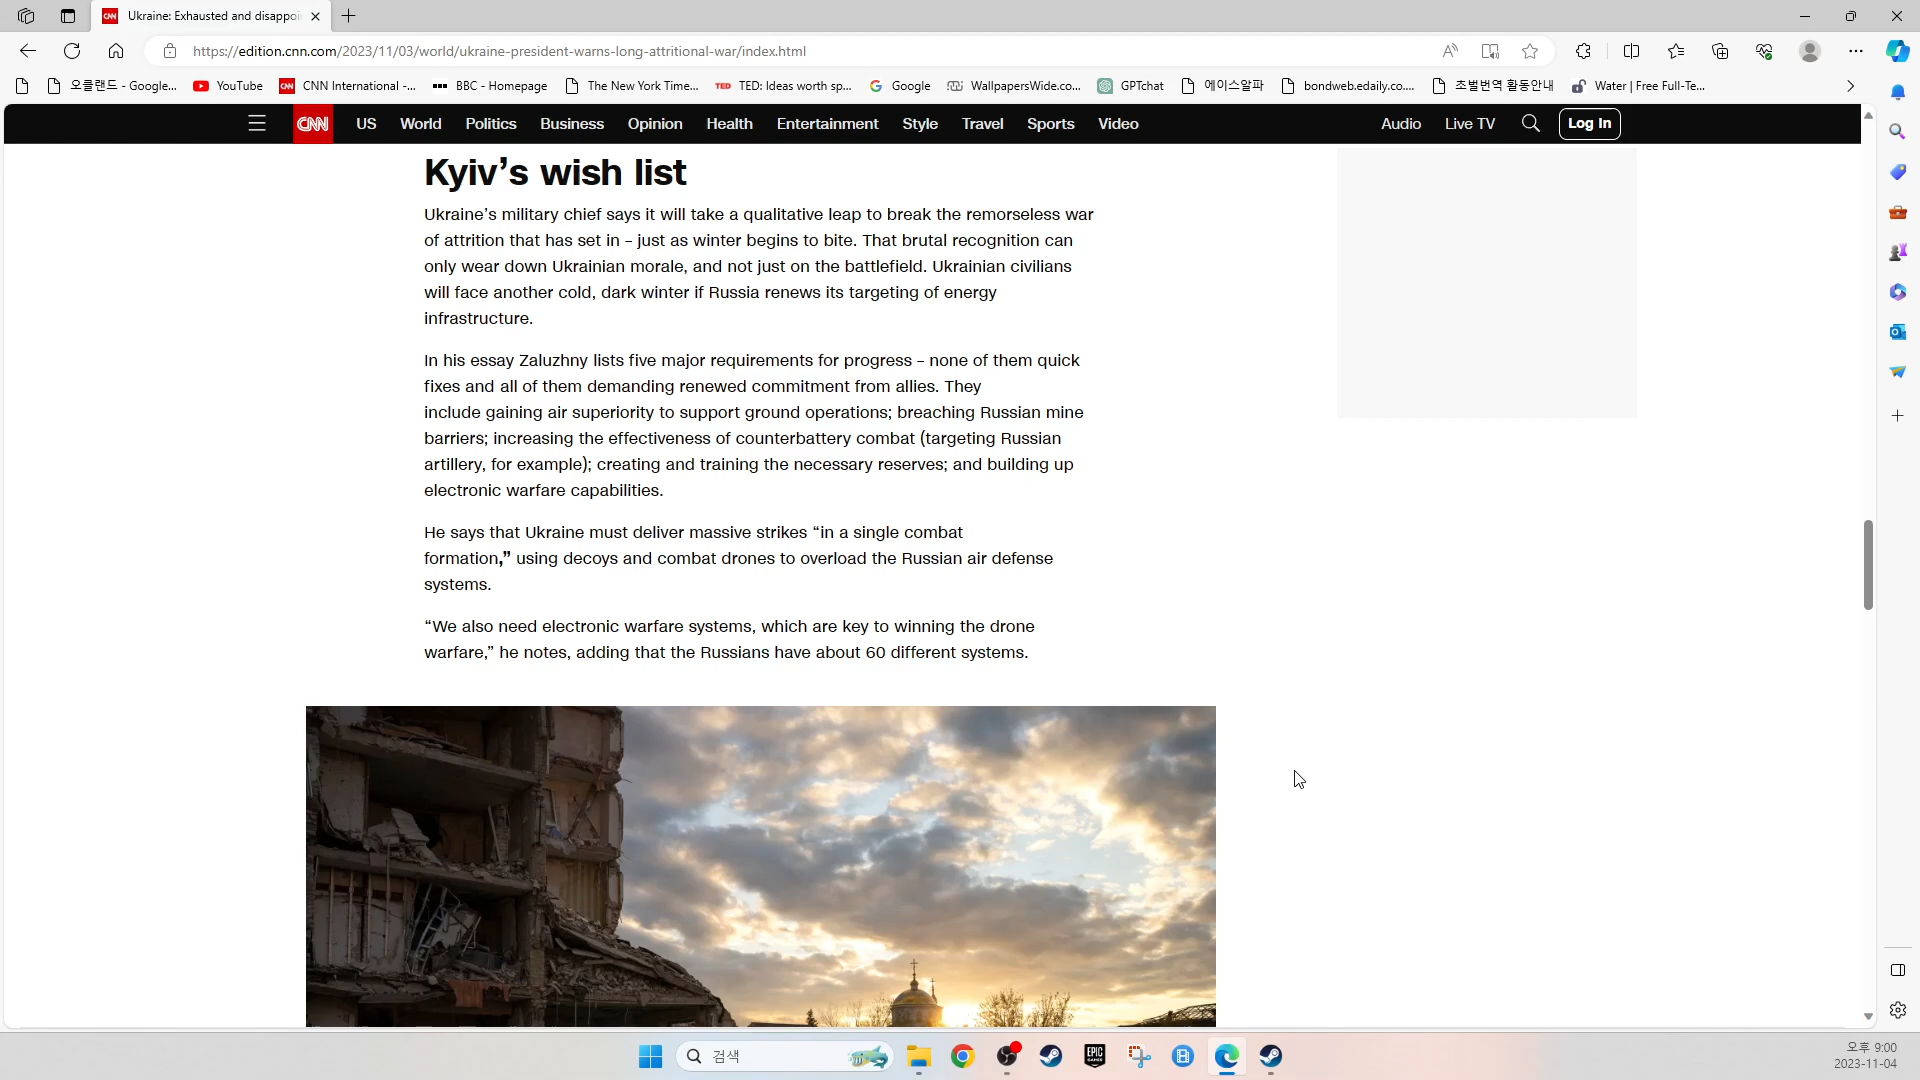 Ukraine: Exhausted and disappoi
https://edition.cnn.com/2023/11/03/world/ukraine-president-warns-long-attritional-war/index.html
오클랜드 - Google... YouTube CNN International -... BBC - Homepage The New York Time... TED: Ideas worth sp... Google WallpapersWide.co... GPTchat 에이스알파 bondweb.edaily.co.... 초벌번역 활동안내 Water | Free Full-Te...
CNN US World Politics Business Opinion Health Entertainment Style Travel Sports Video Audio Live TV Log In
Kyiv’s wish list
Ukraine’s military chief says it will take a qualitative leap to break the remorseless war
of attrition that has set in – just as winter begins to bite. That brutal recognition can
only wear down Ukrainian morale, and not just on the battlefield. Ukrainian civilians
will face another cold, dark winter if Russia renews its targeting of energy
infrastructure.
In his essay Zaluzhny lists five major requirements for progress – none of them quick
fixes and all of them demanding renewed commitment from allies. They
include gaining air superiority to support ground operations; breaching Russian mine
barriers; increasing the effectiveness of counterbattery combat (targeting Russian
artillery, for example); creating and training the necessary reserves; and building up
electronic warfare capabilities.
He says that Ukraine must deliver massive strikes “in a single combat
formation,” using decoys and combat drones to overload the Russian air defense
systems.
“We also need electronic warfare systems, which are key to winning the drone
warfare,” he notes, adding that the Russians have about 60 different systems.
검색
오후 9:00
2023-11-04